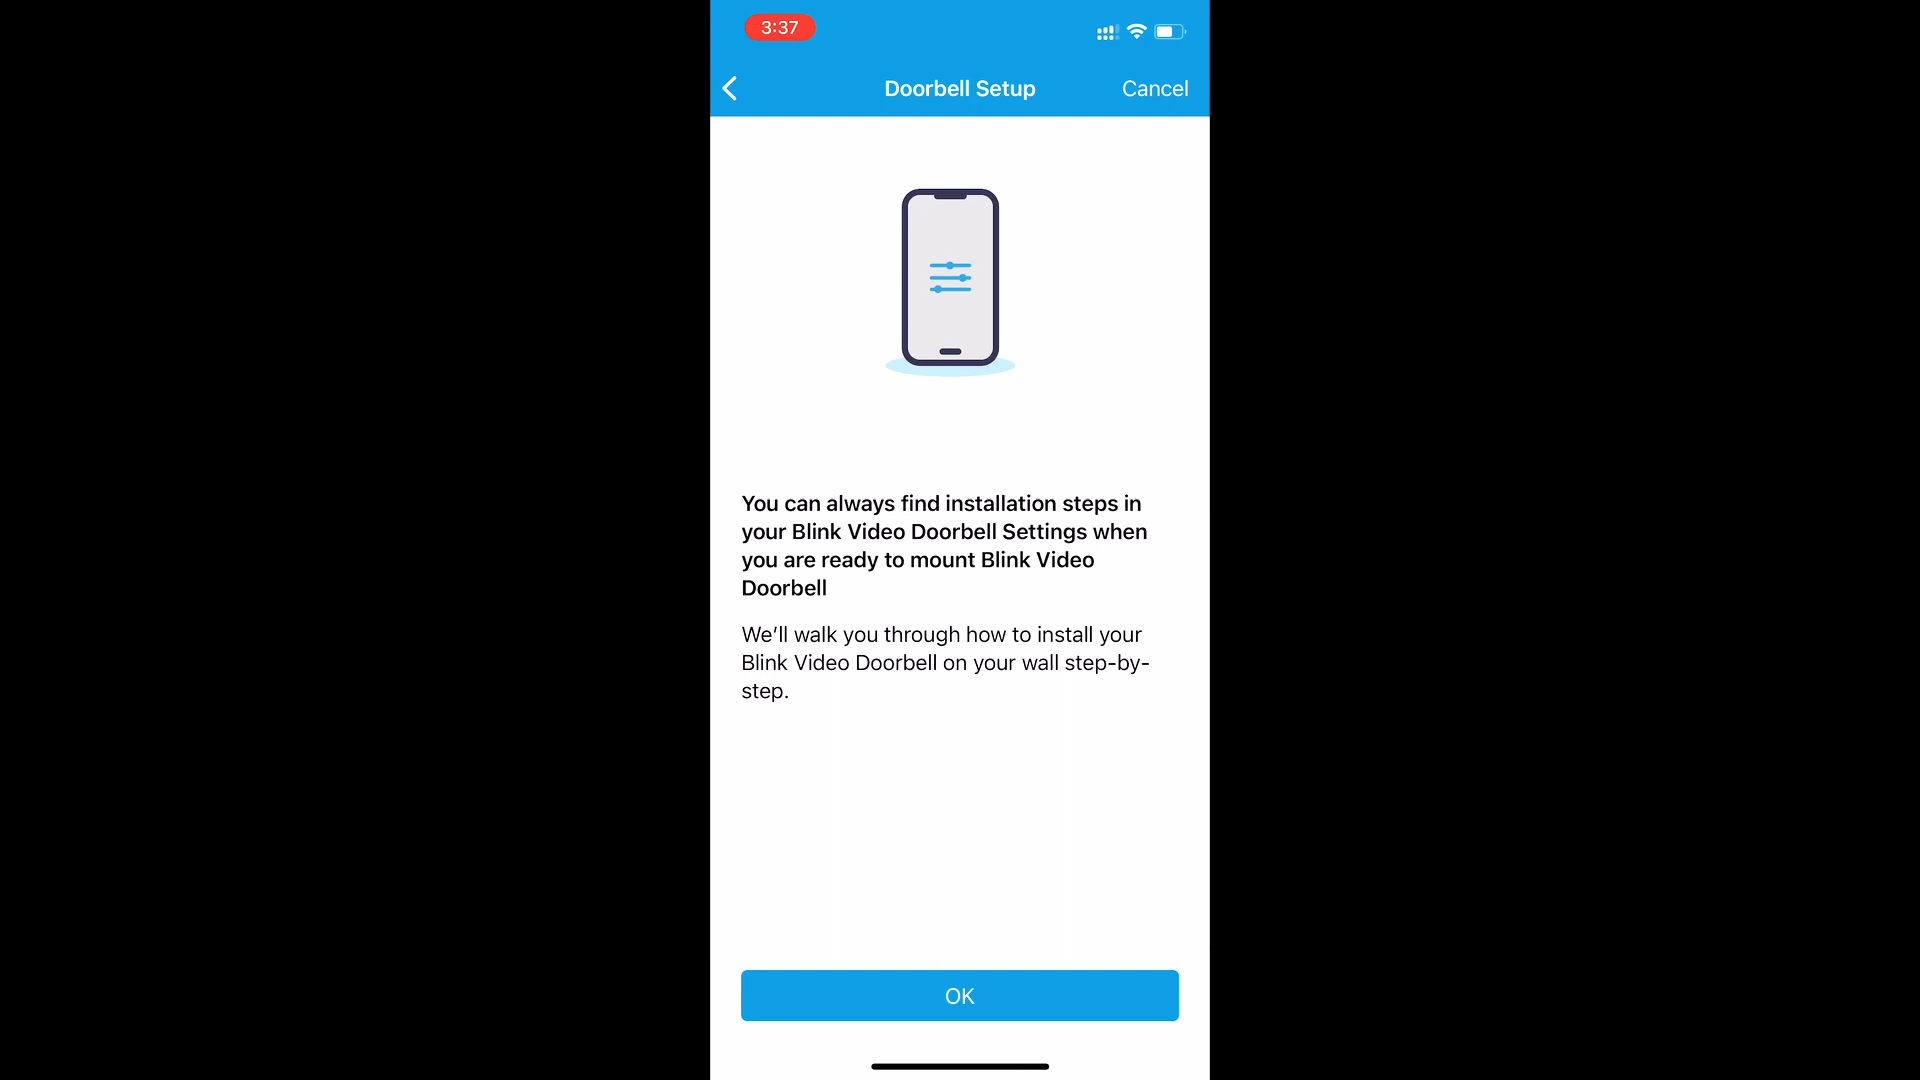 3:37
Doorbell Setup
Cancel
You can always find installation steps in
your Blink Video Doorbell Settings when
you are ready to mount Blink Video
Doorbell
We’ll walk you through how to install your
Blink Video Doorbell on your wall step-by-
step.
OK